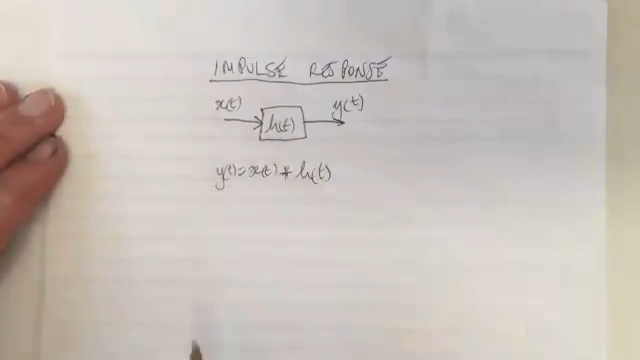 IMPULSE RESPONSE
x(t) y(t)
h(t)
y(t)=x(t) * h(t)